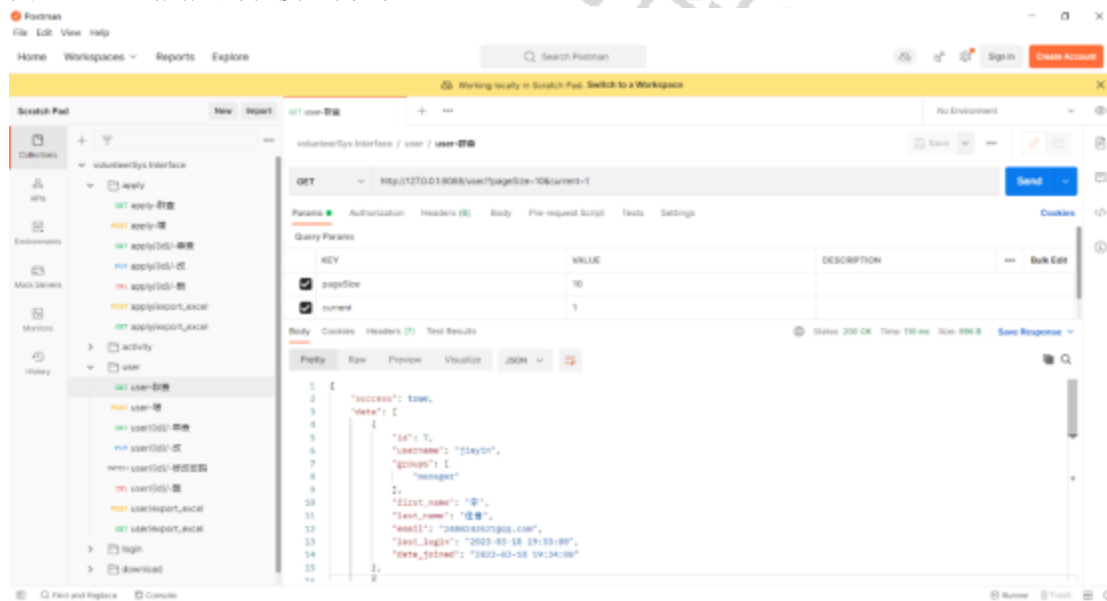 Postman
File Edit View Help
Home Workspaces Reports Explore
Search Postman
Sign In
Create Account
Working locally in Scratch Pad. Switch to a Workspace
Scratch Pad
New Import
GET user-群查
No Environment
Collections
APIs
Environments
Mock Servers
Monitors
History
volunteerSys Interface
apply
GET apply-群查
POST apply-增
GET apply/{id}/-单查
PUT apply/{id}/-改
DEL apply/{id}/-删
POST apply/import_excel
GET apply/export_excel
activity
user
GET user-群查
POST user-增
GET user/{id}/-单查
PUT user/{id}/-改
PATCH user/{id}/-修改密码
DEL user/{id}/-删
POST user/import_excel
GET user/export_excel
login
download
volunteerSys Interface / user / user-群查
Save
GET http://127.0.0.1:8088/user/?pageSize=10&current=1
Send
Params Authorization Headers (6) Body Pre-request Script Tests Settings
Cookies
Query Params
KEY VALUE DESCRIPTION
Bulk Edit
pageSize 10
current 1
Body Cookies Headers (7) Test Results
Status: 200 OK Time: 116 ms Size: 896 B
Save Response
Pretty Raw Preview Visualize JSON
1 {
2 "success": true,
3 "data": [
4 {
5 "id": 7,
6 "username": "jiayin",
7 "groups": [
8 "manager"
9 ],
10 "first_name":
11 "last_name":
12 "email":
13 "last_login": "2023-03-18 19:33:00",
14 "date_joined": "2023-03-18 19:34:00"
15 },
16 {
Find and Replace Console
Runner Trash